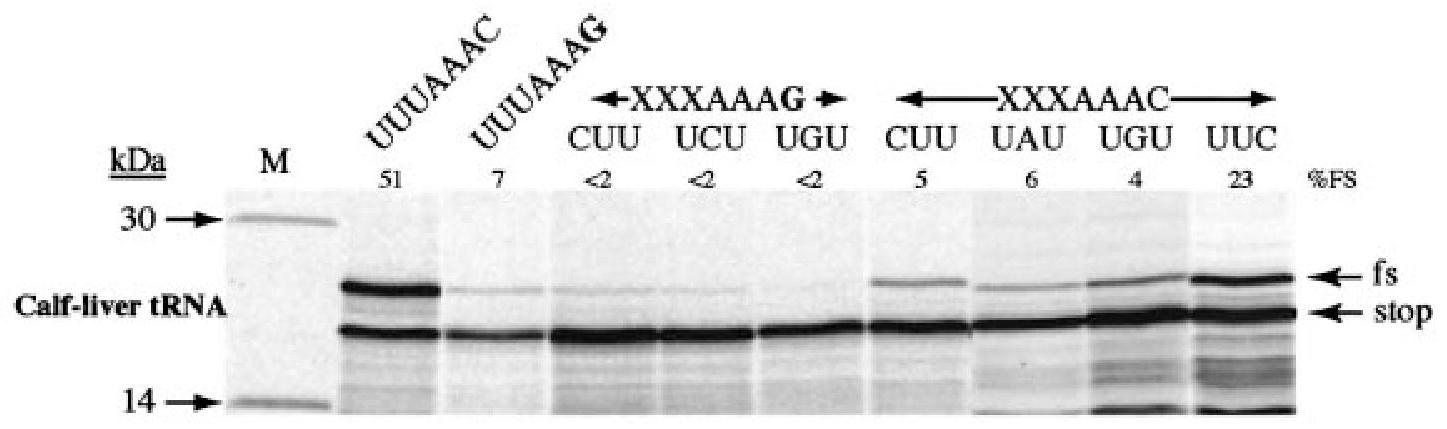 UUUAAAC
UUUAAAG
XXXAAAG
XXXAAAC
kDa M CUU UCU UGU CUU UAU UGU UUC
51 7 <2 <2 <2 5 6 4 23 %FS
30
fs
Calf-liver tRNA
stop
14